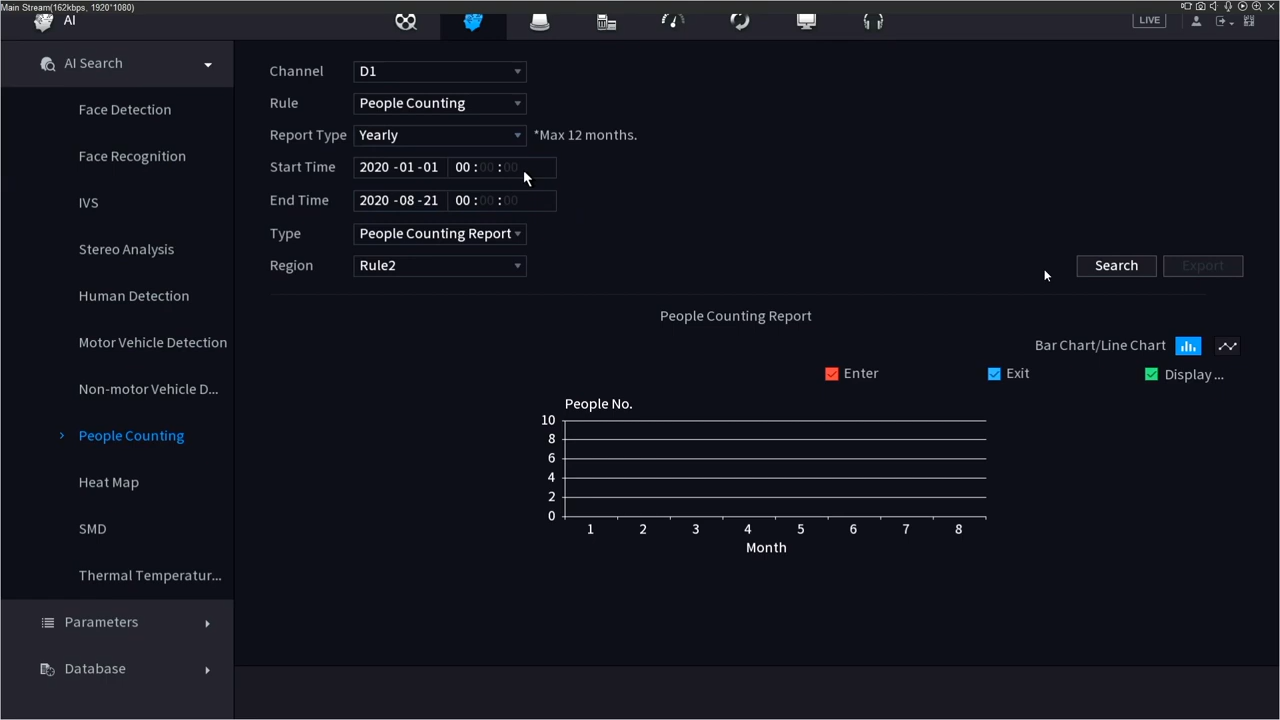 Main Stream(162kbps, 1920*1080)
AI
LIVE
AI Search
Face Detection
Face Recognition
IVS
Stereo Analysis
Human Detection
Motor Vehicle Detection
Non-motor Vehicle D...
People Counting
Heat Map
SMD
Thermal Temperatur...
Parameters
Database
Channel D1
Rule People Counting
Report Type Yearly *Max 12 months.
Start Time 2020 -01 -01 00 : 00 : 00
End Time 2020 -08 -21 00 : 00 : 00
Type People Counting Report
Region Rule2
Search Export
People Counting Report
Bar Chart/Line Chart
Enter Exit Display ...
People No.
10
8
6
4
2
0
1 2 3 4 5 6 7 8
Month